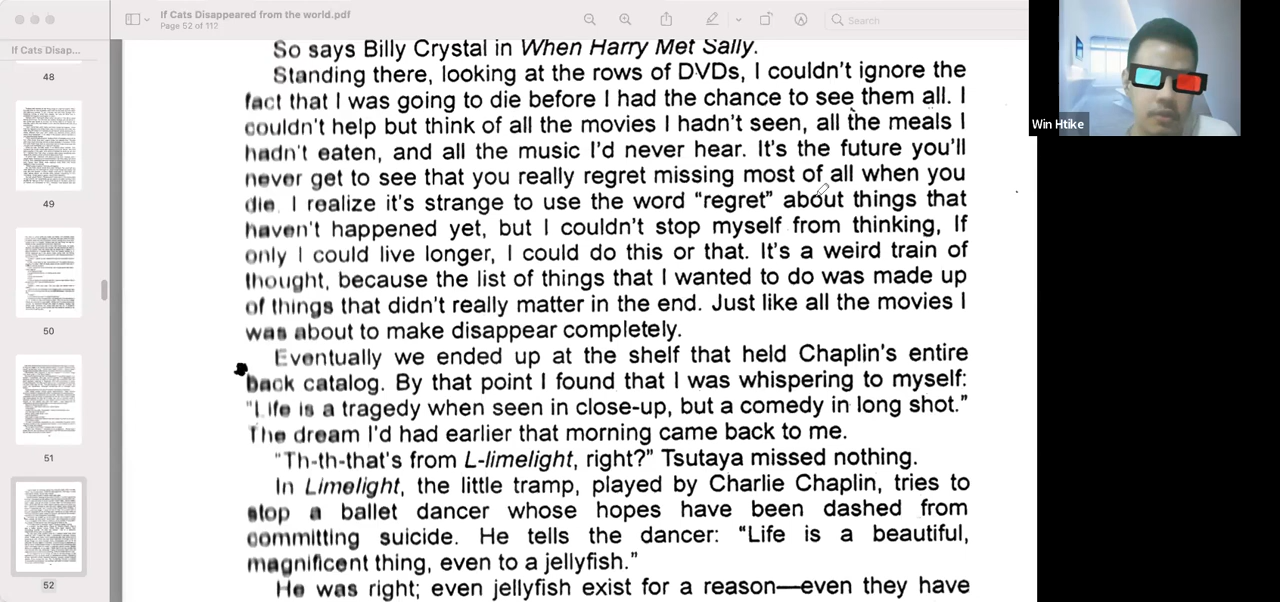 If Cats Disappeared from the world.pdf
Page 52 of 112
Search
If Cats Disap...
48
49
50
51
52
So says Billy Crystal in When Harry Met Sally.
Standing there, looking at the rows of DVDs, I couldn't ignore the
fact that I was going to die before I had the chance to see them all. I
couldn't help but think of all the movies I hadn't seen, all the meals I
hadn't eaten, and all the music I'd never hear. It's the future you'll
never get to see that you really regret missing most of all when you
die. I realize it's strange to use the word "regret" about things that
haven't happened yet, but I couldn't stop myself from thinking, If
only I could live longer, I could do this or that. It's a weird train of
thought, because the list of things that I wanted to do was made up
of things that didn't really matter in the end. Just like all the movies I
was about to make disappear completely.
Eventually we ended up at the shelf that held Chaplin's entire
back catalog. By that point I found that I was whispering to myself:
"Life is a tragedy when seen in close-up, but a comedy in long shot."
The dream I'd had earlier that morning came back to me.
"Th-th-that's from L-limelight, right?" Tsutaya missed nothing.
In Limelight, the little tramp, played by Charlie Chaplin, tries to
stop a ballet dancer whose hopes have been dashed from
committing suicide. He tells the dancer: "Life is a beautiful,
magnificent thing, even to a jellyfish."
He was right; even jellyfish exist for a reason—even they have
Win Htike